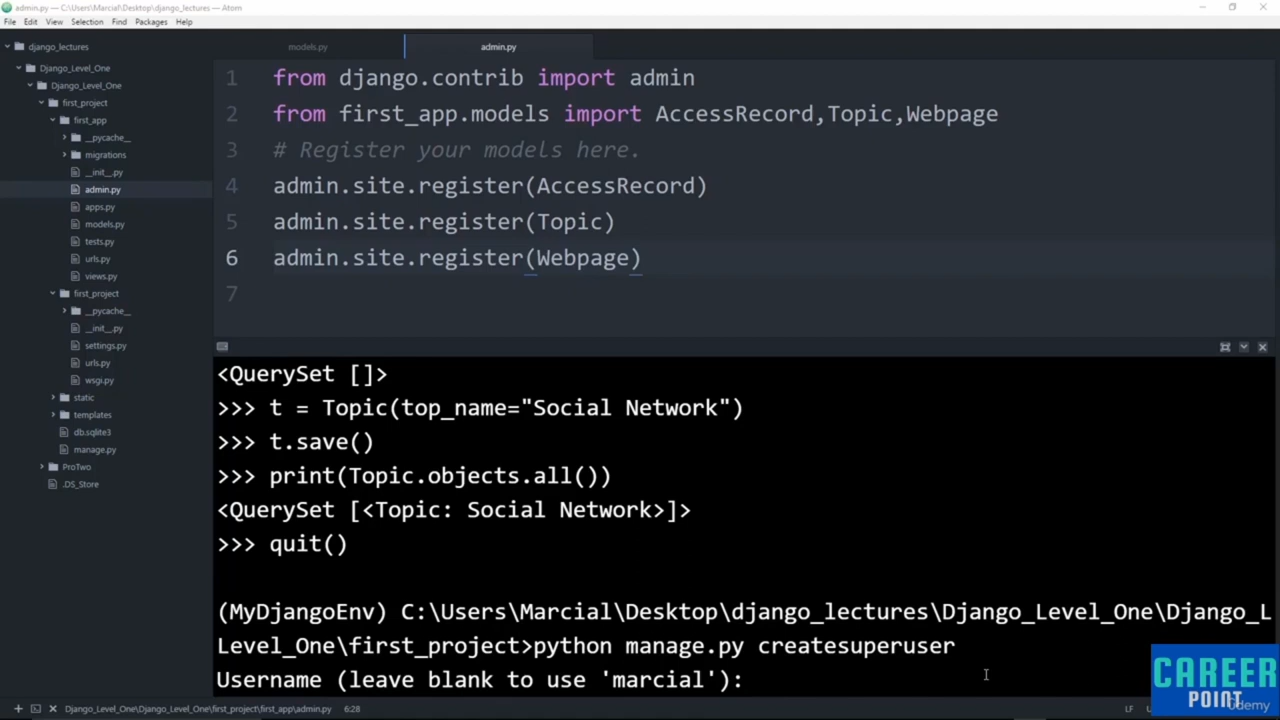 admin.py — C:\Users\Marcial\Desktop\django_lectures — Atom
File Edit View Selection Find Packages Help
django_lectures
Django_Level_One
Django_Level_One
first_project
first_app
__pycache__
migrations
__init__.py
admin.py
apps.py
models.py
tests.py
urls.py
views.py
first_project
__pycache__
__init__.py
settings.py
urls.py
wsgi.py
static
templates
db.sqlite3
manage.py
ProTwo
.DS_Store
models.py admin.py
1 from django.contrib import admin
2 from first_app.models import AccessRecord,Topic,Webpage
3 # Register your models here.
4 admin.site.register(AccessRecord)
5 admin.site.register(Topic)
6 admin.site.register(Webpage)
7
<QuerySet []>
>>> t = Topic(top_name="Social Network")
>>> t.save()
>>> print(Topic.objects.all())
<QuerySet [<Topic: Social Network>]>
>>> quit()
(MyDjangoEnv) C:\Users\Marcial\Desktop\django_lectures\Django_Level_One\Django_L
Level_One\first_project>python manage.py createsuperuser
Username (leave blank to use 'marcial'):
CAREER
POINT
Udemy
Django_Level_One\Django_Level_One\first_project\first_app\admin.py 6:28 LF